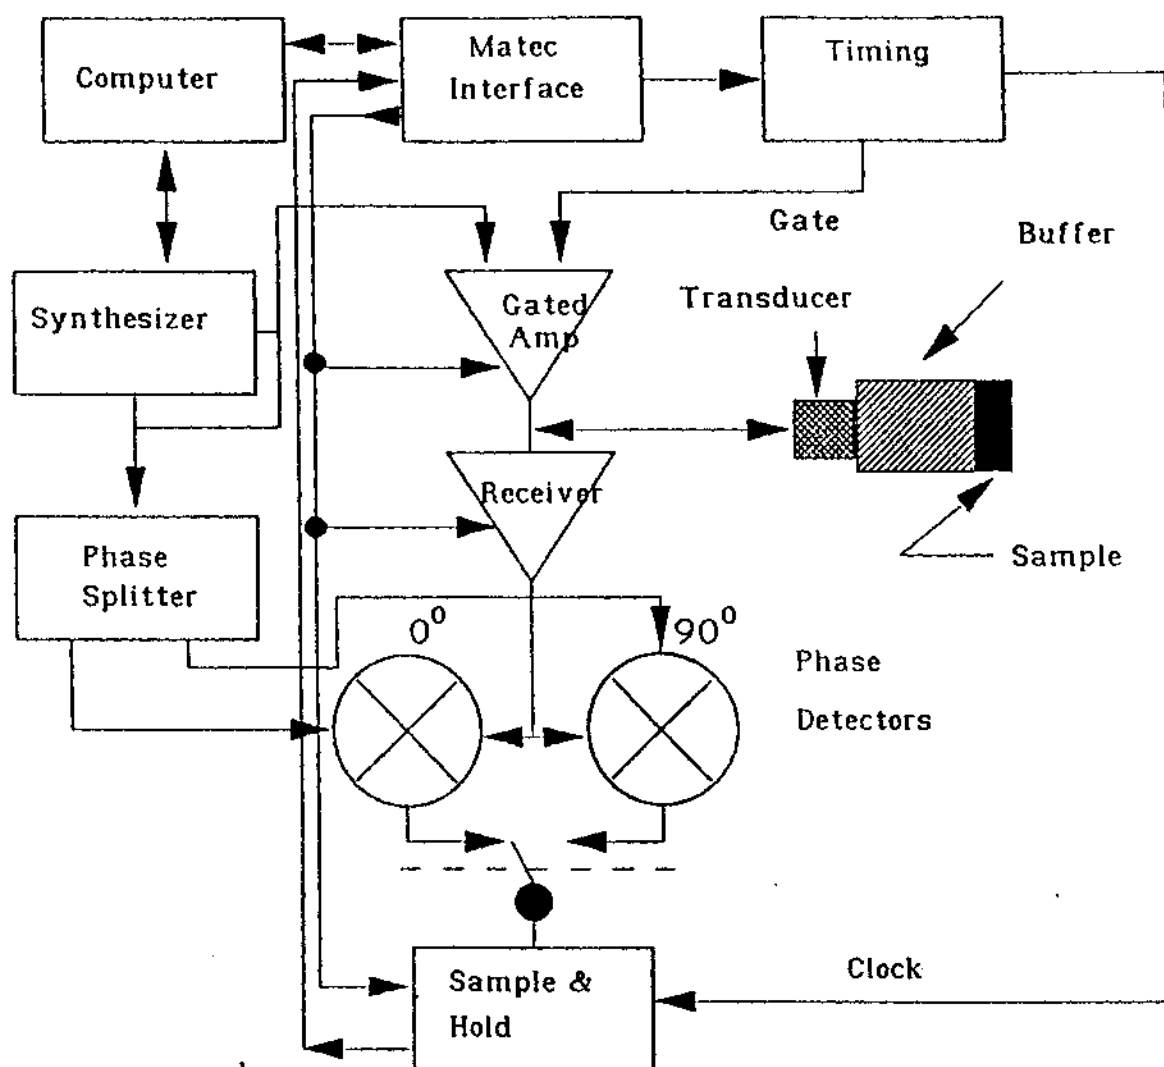 Computer
Matec
Interface
Timing
Gate
Buffer
Synthesizer
Gated
Amp
Transducer
Receiver
Sample
Phase
Splitter
0⁰
90⁰
Phase
Detectors
Sample &
Hold
Clock